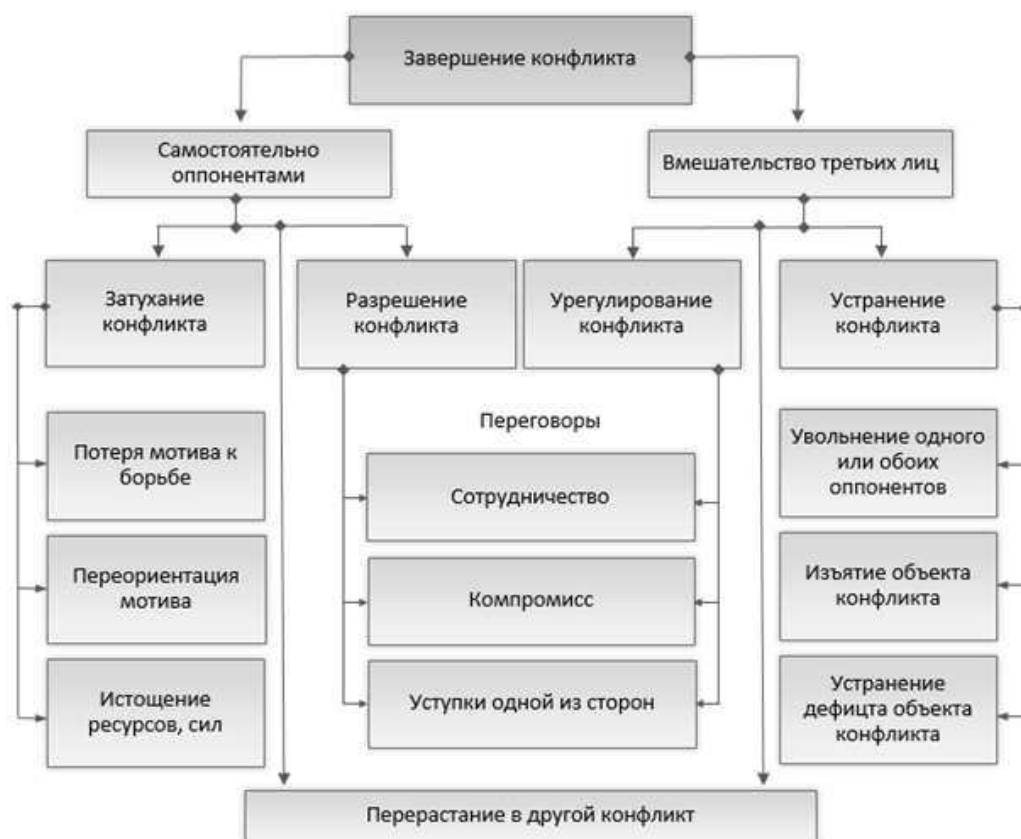 Завершение конфликта
Самостоятельно
оппонентами
Вмешательство третьих лиц
Затухание
конфликта
Разрешение
конфликта
Урегулирование
конфликта
Устранение
конфликта
Переговоры
Потеря мотива к
борьбе
Сотрудничество
Увольнение одного
или обоих
оппонентов
Переориентация
мотива
Компромисс
Изъятие объекта
конфликта
Истощение
ресурсов, сил
Уступки одной из сторон
Устранение
дефицта объекта
конфликта
Перерастание в другой конфликт